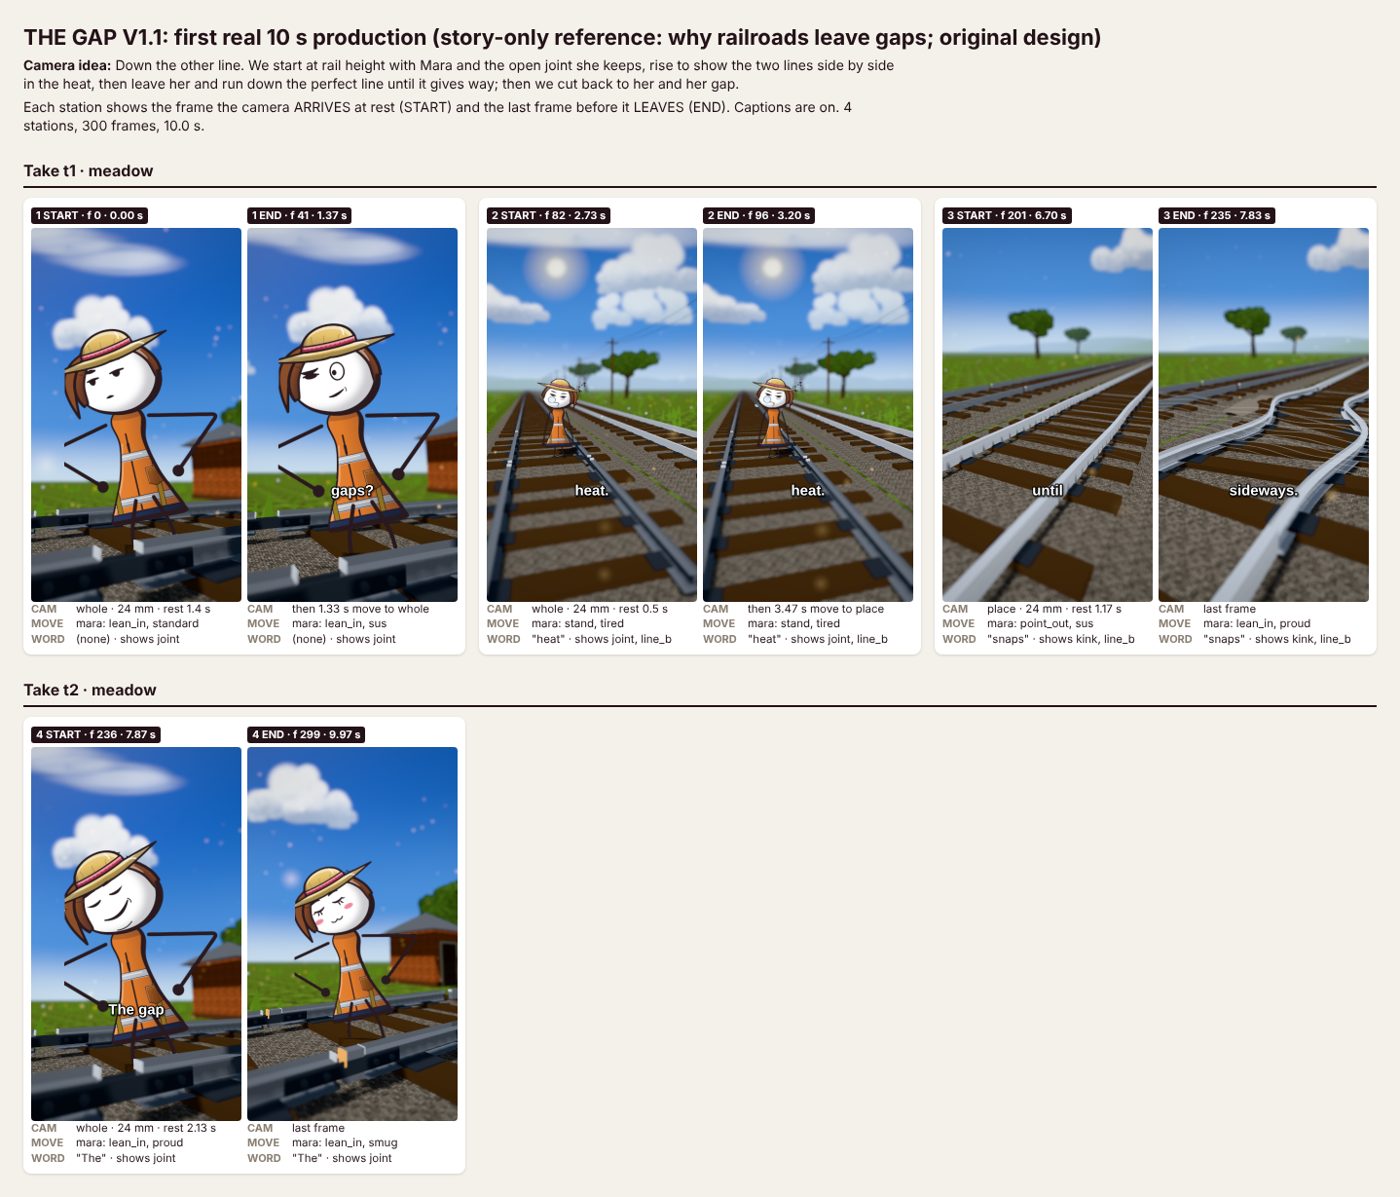 THE GAP V1.1: first real 10 s production (story-only reference: why railroads leave gaps; original design)
Camera idea: Down the other line. We start at rail height with Mara and the open joint she keeps, rise to show the two lines side by side
in the heat, then leave her and run down the perfect line until it gives way; then we cut back to her and her gap.
Each station shows the frame the camera ARRIVES at rest (START) and the last frame before it LEAVES (END). Captions are on. 4
stations, 300 frames, 10.0 s.
Take t1 · meadow
1 START · f 0 · 0.00 s
CAM whole · 24 mm · rest 1.4 s
MOVE mara: lean_in, standard
WORD (none) · shows joint
1 END · f 41 · 1.37 s
gaps?
CAM then 1.33 s move to whole
MOVE mara: lean_in, sus
WORD (none) · shows joint
2 START · f 82 · 2.73 s
heat.
CAM whole · 24 mm · rest 0.5 s
MOVE mara: stand, tired
WORD "heat" · shows joint, line_b
2 END · f 96 · 3.20 s
heat.
CAM then 3.47 s move to place
MOVE mara: stand, tired
WORD "heat" · shows joint, line_b
3 START · f 201 · 6.70 s
until
CAM place · 24 mm · rest 1.17 s
MOVE mara: point_out, sus
WORD "snaps" · shows kink, line_b
3 END · f 235 · 7.83 s
sideways.
CAM last frame
MOVE mara: lean_in, proud
WORD "snaps" · shows kink, line_b
Take t2 · meadow
4 START · f 236 · 7.87 s
The gap
CAM whole · 24 mm · rest 2.13 s
MOVE mara: lean_in, proud
WORD "The" · shows joint
4 END · f 299 · 9.97 s
CAM last frame
MOVE mara: lean_in, smug
WORD "The" · shows joint